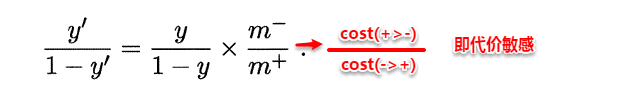 y′/(1 − y′) = y/(1 − y) × m⁻/m⁺ . → cost(+>-)/cost(->+) 即代价敏感